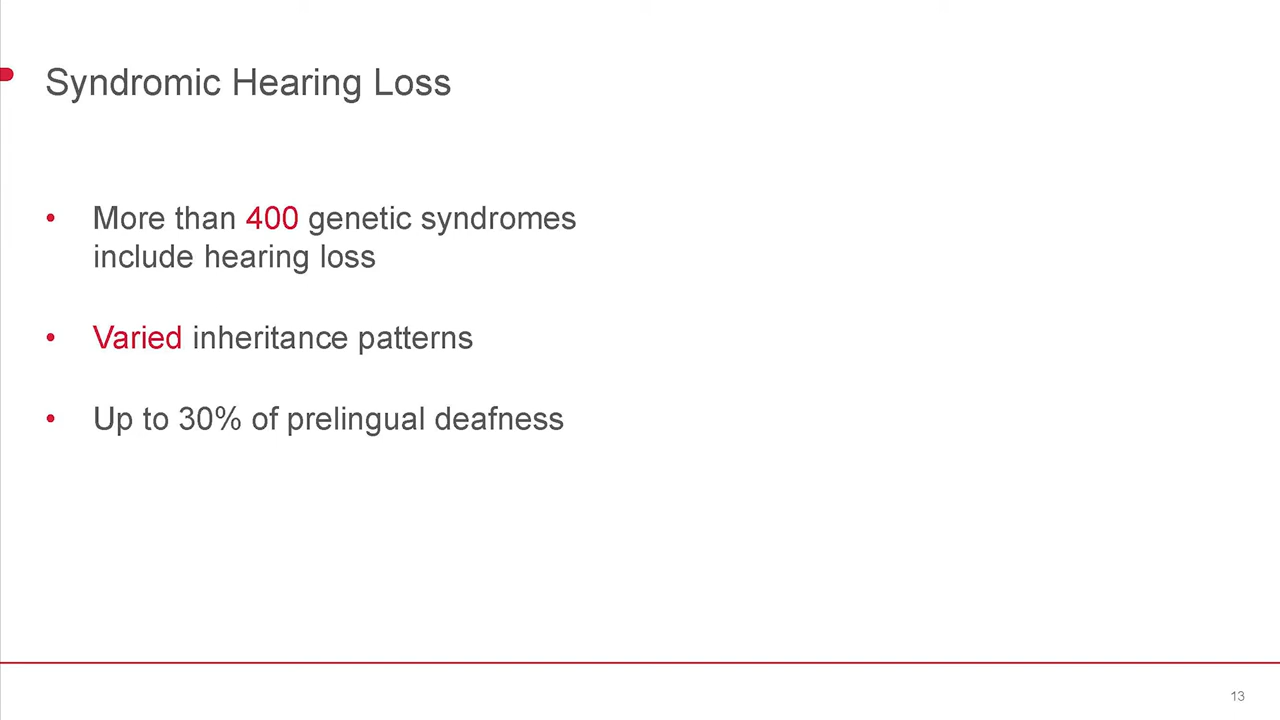 Syndromic Hearing Loss
• More than 400 genetic syndromes
include hearing loss
• Varied inheritance patterns
• Up to 30% of prelingual deafness
13